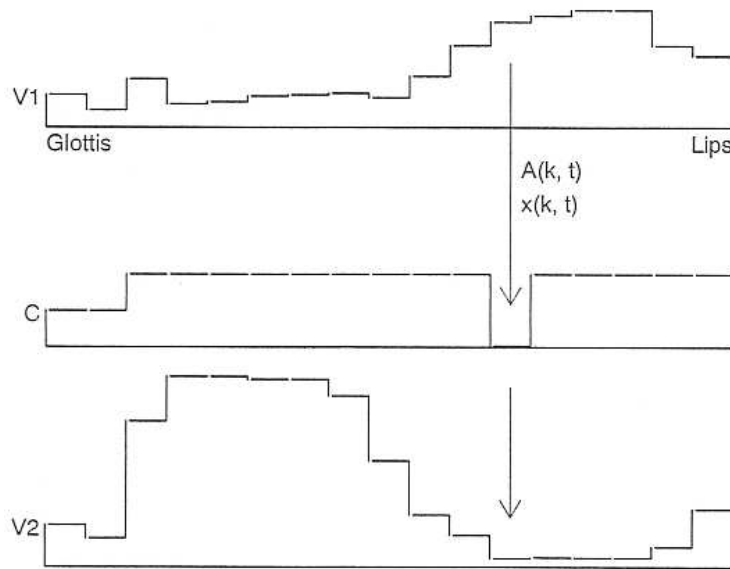 V1
Glottis
Lips
A(k, t)
x(k, t)
C
V2